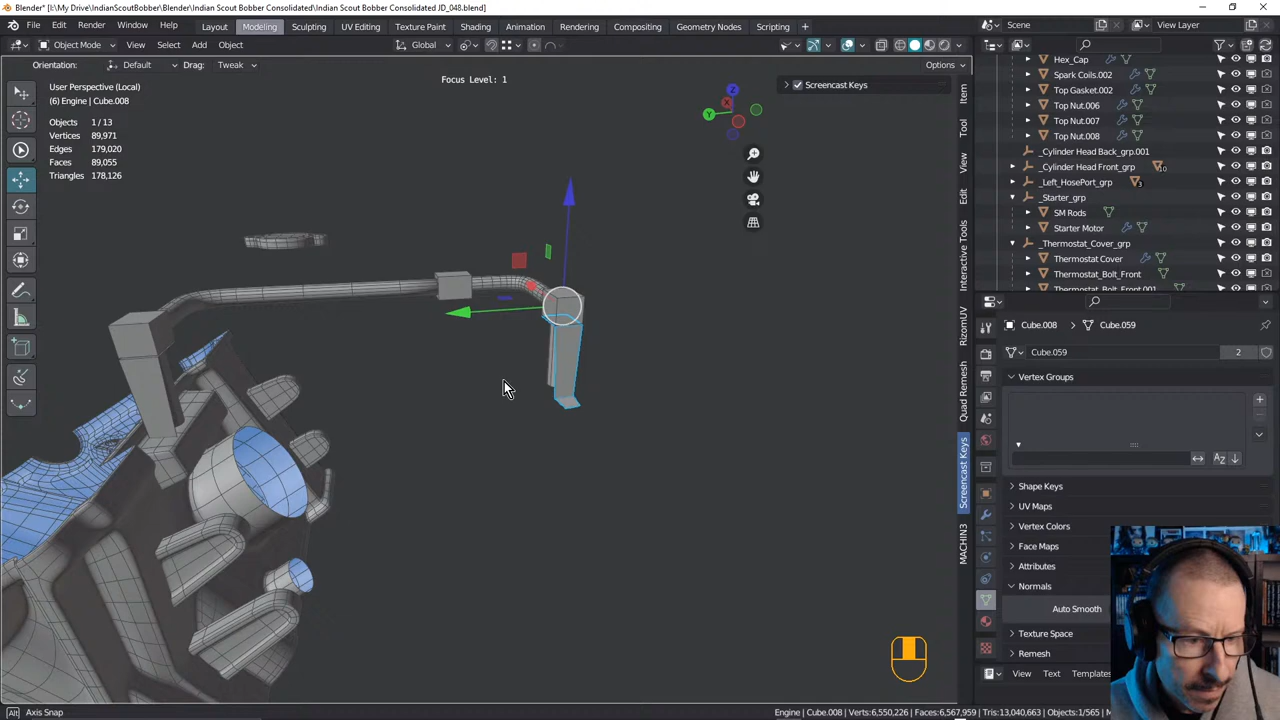 Blender* [I:\My Drive\IndianScoutBobber\Blender\Indian Scout Bobber Consolidated\Indian Scout Bobber Consolidated JD_048.blend]
File Edit Render Window Help Layout Modeling Sculpting UV Editing Texture Paint Shading Animation Rendering Compositing Geometry Nodes Scripting + Scene View Layer
Object Mode View Select Add Object Global
Orientation: Default Drag: Tweak Options
User Perspective (Local)
(6) Engine | Cube.008
Focus Level: 1
Screencast Keys
Objects 1 / 13
Vertices 89,971
Edges 179,020
Faces 89,055
Triangles 178,126
Z
X
Y
Item
Tool
View
Edit
Interactive Tools
RizomUV
Quad Remesh
Screencast Keys
MACHIN3
Hex_Cap
Spark Coils.002
Top Gasket.002
Top Nut.006
Top Nut.007
Top Nut.008
_Cylinder Head Back_grp.001
_Cylinder Head Front_grp 10
_Left_HosePort_grp 3
_Starter_grp
SM Rods
Starter Motor
_Thermostat_Cover_grp
Thermostat Cover
Thermostat_Bolt_Front
Thermostat_Bolt_Front.001
Cube.008 Cube.059
Cube.059 2
Vertex Groups
Shape Keys
UV Maps
Vertex Colors
Face Maps
Attributes
Normals
Auto Smooth
Texture Space
Remesh
View Text Templates
Alt Axis Snap
Engine | Cube.008 Verts:6,550,226 Faces:6,567,959 Tris:13,040,663 Objects:1/565